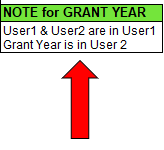 NOTE for GRANT YEAR
User1 & User2 are in User1
Grant Year is in User 2